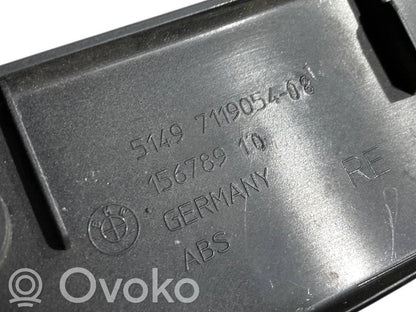 5149 7119054-08
156789 10
GERMANY
ABS
RE
Ovoko